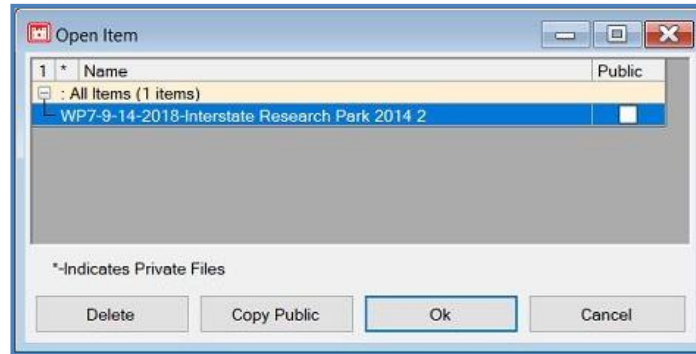 Open Item
1 * Name Public
: All Items (1 items)
WP7-9-14-2018-Interstate Research Park 2014 2
*-Indicates Private Files
Delete Copy Public Ok Cancel